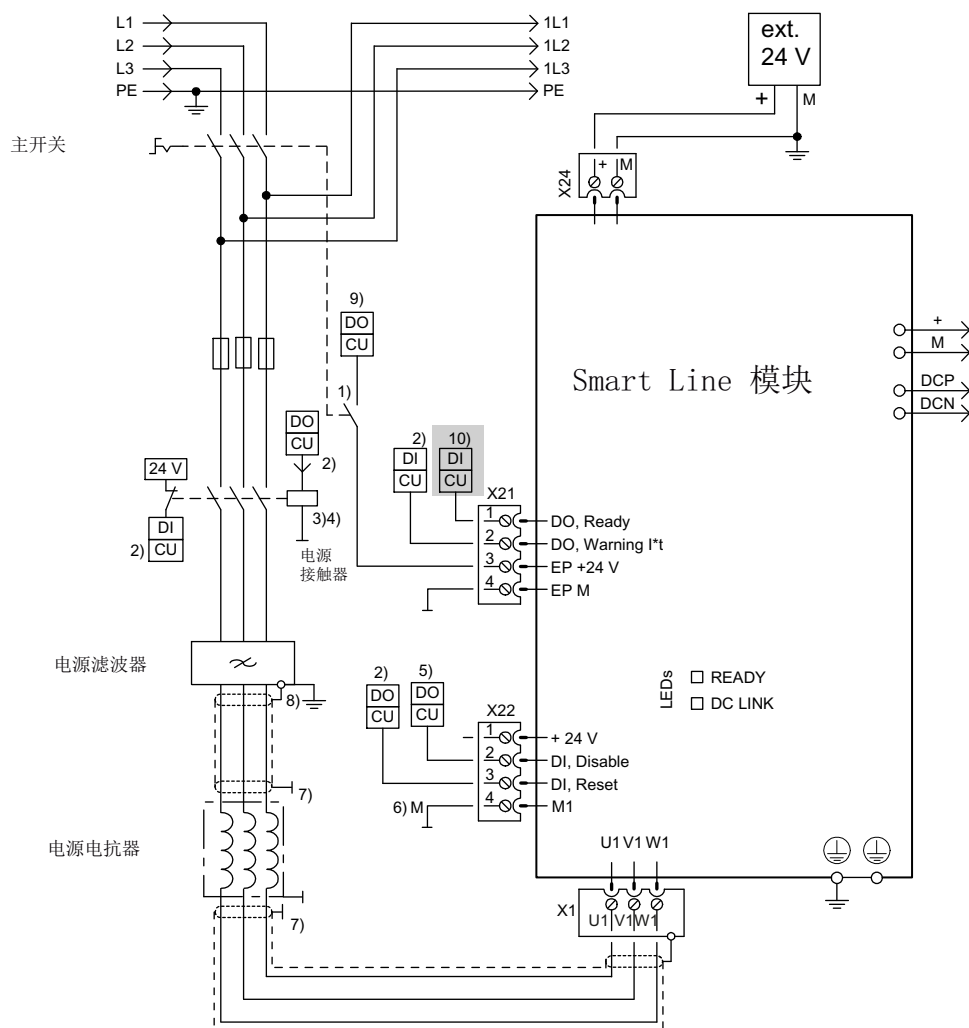 L1
1L1
L2
1L2
L3
1L3
PE
PE
ext.
24 V
+
M
主开关
X24
+ M
9)
DO
CU
+
M
Smart Line 模块
DCP
DCN
1)
DO
CU
2)
2)
DI
CU
10)
DI
CU
24 V
DI
2) CU
3)4)
电源
接触器
X21
1
DO, Ready
2
DO, Warning I*t
3
EP +24 V
4
EP M
电源滤波器
8)
LEDs
READY
DC LINK
2)
DO
CU
5)
DO
CU
X22
1
+ 24 V
2
DI, Disable
3
DI, Reset
6) M
4
M1
7)
电源电抗器
U1 V1 W1
X1
U1 V1 W1
7)